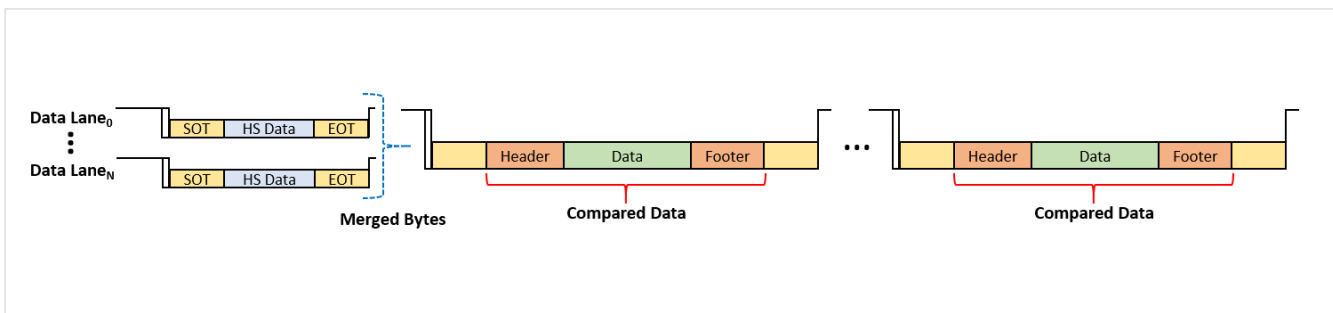 Data Lane₀
SOT HS Data EOT
Header Data Footer
...
Header Data Footer
Data Laneₙ
SOT HS Data EOT
Merged Bytes
Compared Data
Compared Data